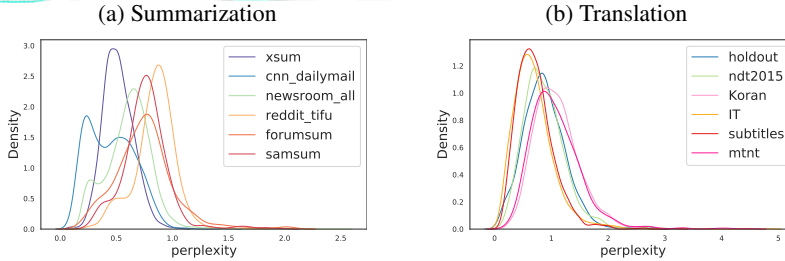 (a) Summarization
(b) Translation
3.0
2.5
2.0
1.5
1.0
0.5
0.0
Density
0.0 0.5 1.0 1.5 2.0 2.5
perplexity
xsum
cnn_dailymail
newsroom_all
reddit_tifu
forumsum
samsum
1.2
1.0
0.8
0.6
0.4
0.2
0.0
Density
0 1 2 3 4 5
perplexity
holdout
ndt2015
Koran
IT
subtitles
mtnt